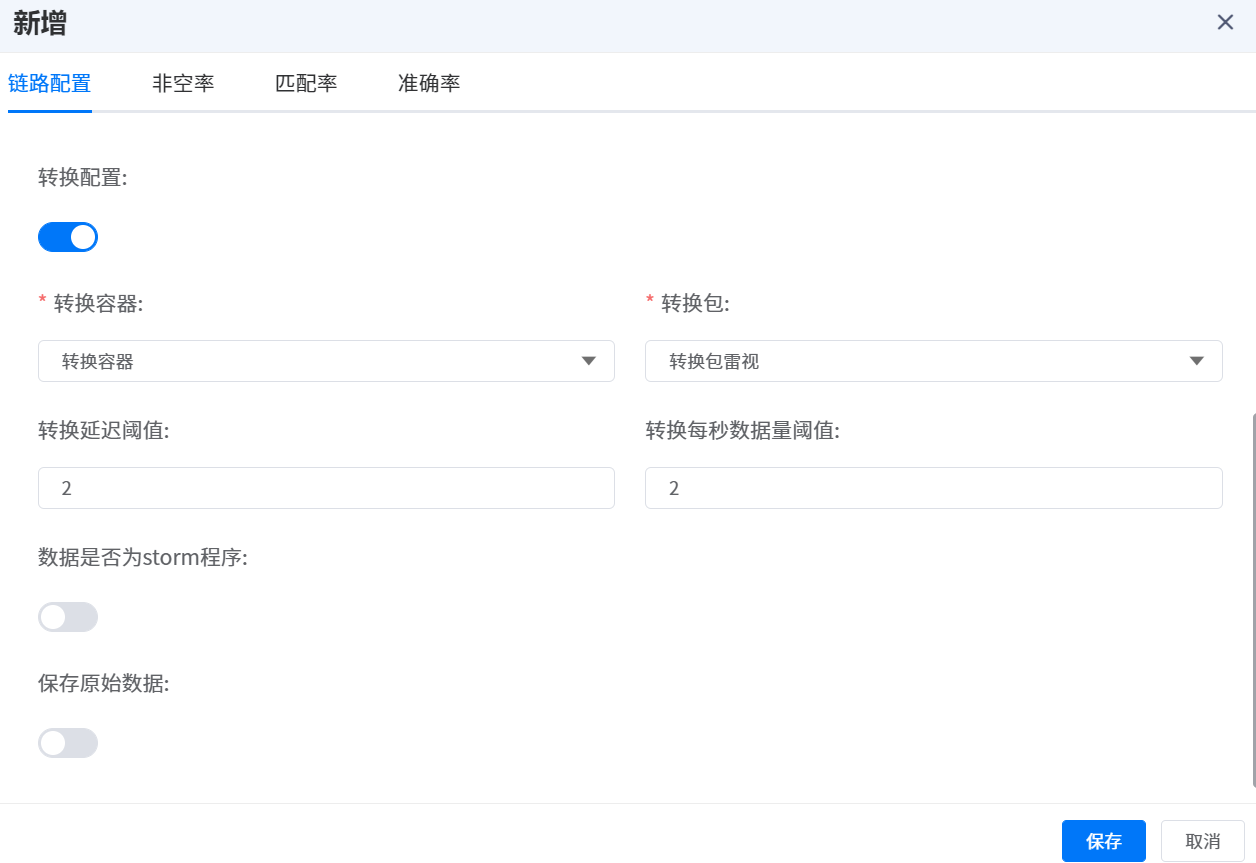 新增
链路配置 非空率 匹配率 准确率
转换配置:
* 转换容器: * 转换包:
转换容器 转换包雷视
转换延迟阈值: 转换每秒数据量阈值:
2 2
数据是否为storm程序:
保存原始数据:
保存 取消